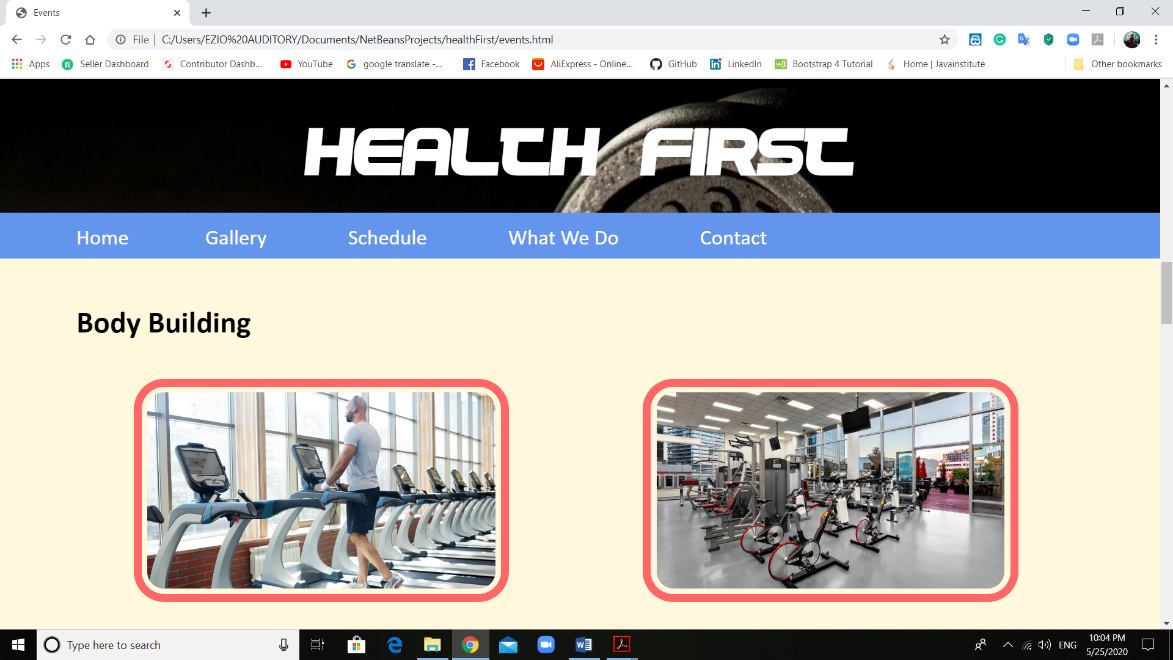 Events
File | C:/Users/EZIO%20AUDITORY/Documents/NetBeansProjects/healthFirst/events.html
Apps Seller Dashboard Contributor Dashb... YouTube google translate -... Facebook AliExpress - Online... GitHub LinkedIn Bootstrap 4 Tutorial Home | Javainstitute Other bookmarks
HEALTH FIRST
Home Gallery Schedule What We Do Contact
Body Building
Type here to search
ENG
10:04 PM
5/25/2020